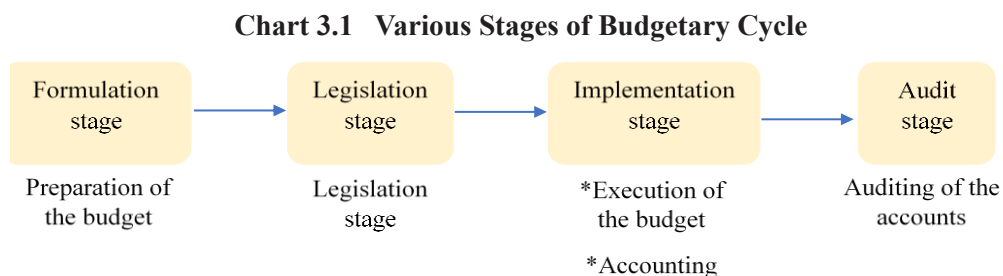 Chart 3.1 Various Stages of Budgetary Cycle
Formulation
stage
Legislation
stage
Implementation
stage
Audit
stage
Preparation of
the budget
Legislation
stage
*Execution of
the budget
*Accounting
Auditing of the
accounts